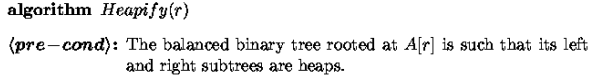 algorithm Heapify(r)
⟨pre−cond⟩: The balanced binary tree rooted at A[r] is such that its left
and right subtrees are heaps.